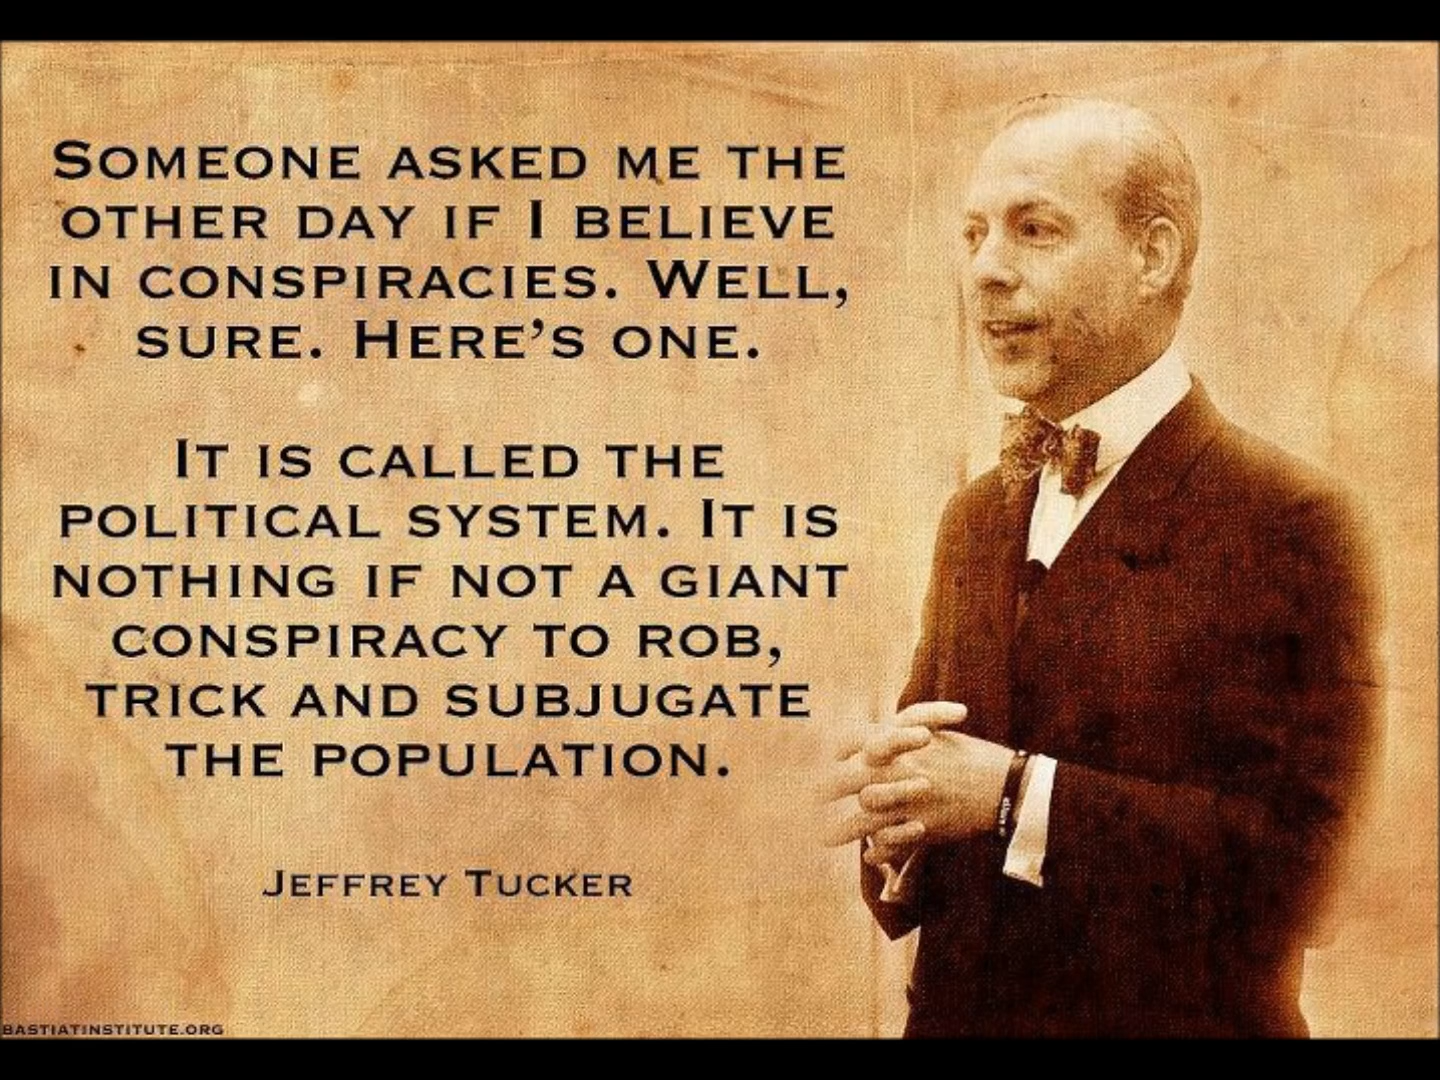 Someone asked me the
other day if I believe
in conspiracies. Well,
sure. Here's one.
It is called the
political system. It is
nothing if not a giant
conspiracy to rob,
trick and subjugate
the population.
Jeffrey Tucker
BASTIATINSTITUTE.ORG